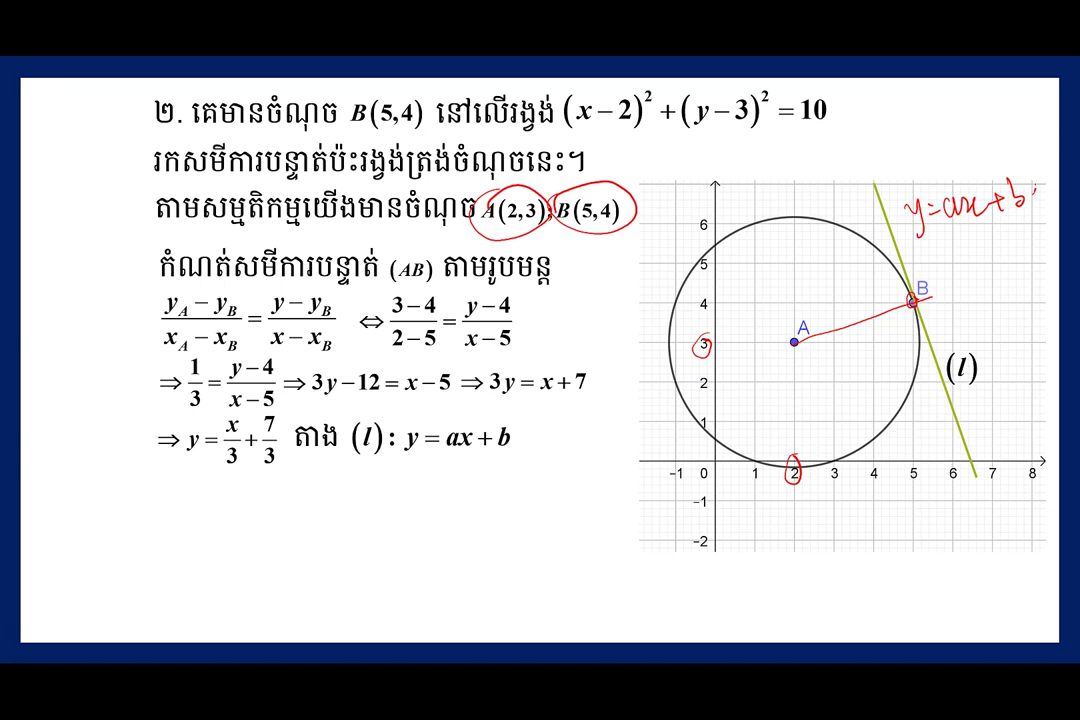 ២. គេមានចំណុច B(5,4) នៅលើរង្វង់ (x−2)² + (y−3)² = 10
រកសមីការបន្ទាត់ប៉ះរង្វង់ត្រង់ចំណុចនេះ។
តាមសម្មតិកម្មយើងមានចំណុច A(2,3); B(5,4)
កំណត់សមីការបន្ទាត់ (AB) តាមរូបមន្ត
(y_A − y_B)/(x_A − x_B) = (y − y_B)/(x − x_B) ⇔ (3−4)/(2−5) = (y−4)/(x−5)
⇒ 1/3 = (y−4)/(x−5) ⇒ 3y−12 = x−5 ⇒ 3y = x+7
⇒ y = x/3 + 7/3 តាង (l): y = ax + b
y = ax + b
6
5
B
4
A
3
(l)
2
1
−1 0 1 2 3 4 5 6 7 8
−1
−2